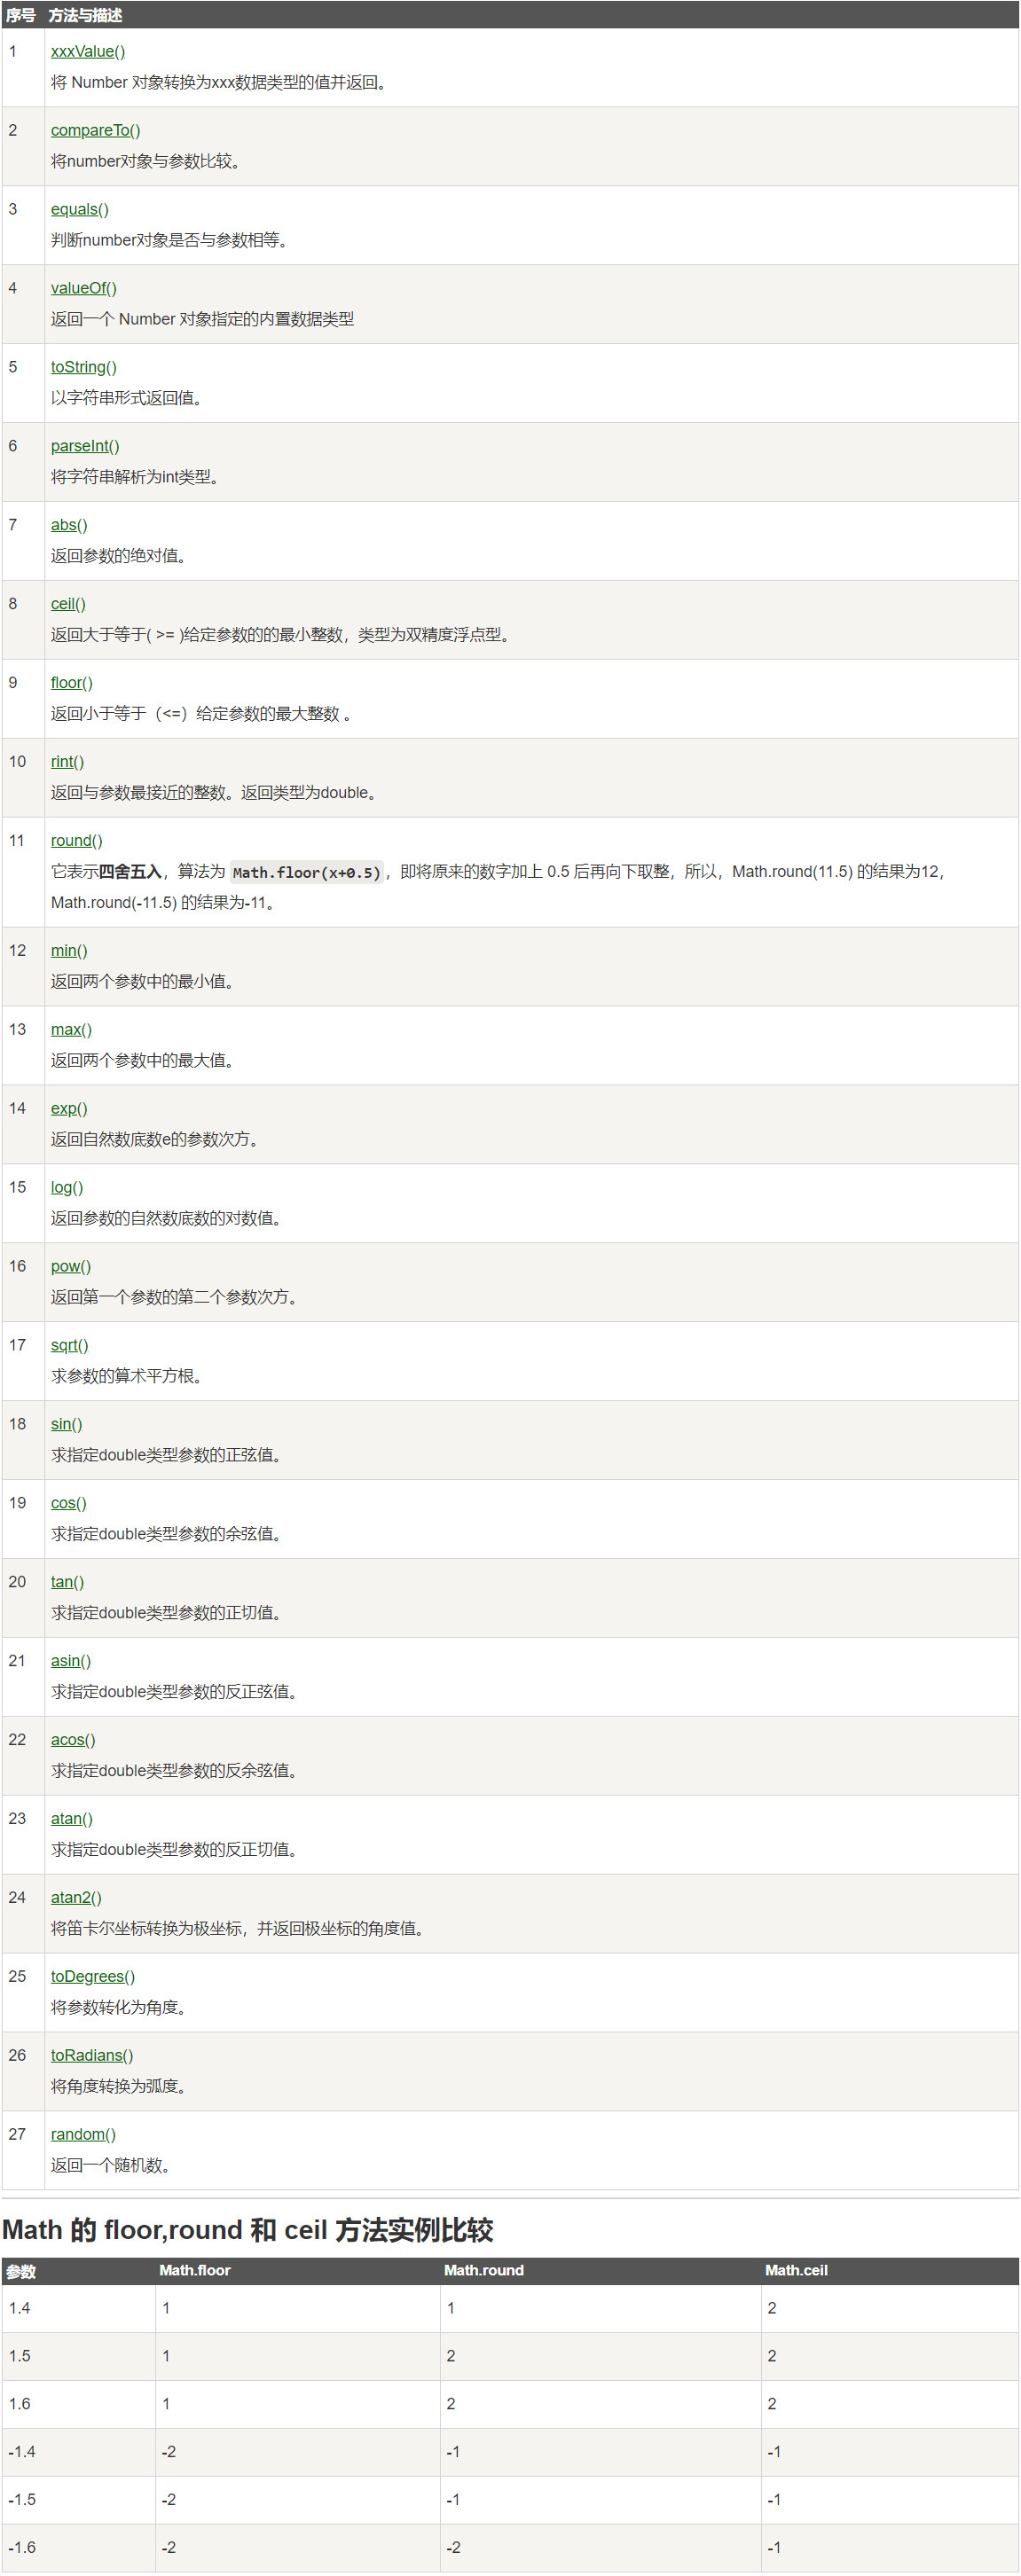 序号 方法与描述
1 xxxValue()
将 Number 对象转换为xxx数据类型的值并返回。
2 compareTo()
将number对象与参数比较。
3 equals()
判断number对象是否与参数相等。
4 valueOf()
返回一个 Number 对象指定的内置数据类型
5 toString()
以字符串形式返回值。
6 parseInt()
将字符串解析为int类型。
7 abs()
返回参数的绝对值。
8 ceil()
返回大于等于( >= )给定参数的的最小整数，类型为双精度浮点型。
9 floor()
返回小于等于（<=）给定参数的最大整数 。
10 rint()
返回与参数最接近的整数。返回类型为double。
11 round()
它表示四舍五入，算法为 Math.floor(x+0.5)，即将原来的数字加上 0.5 后再向下取整，所以，Math.round(11.5) 的结果为12，
Math.round(-11.5) 的结果为-11。
12 min()
返回两个参数中的最小值。
13 max()
返回两个参数中的最大值。
14 exp()
返回自然数底数e的参数次方。
15 log()
返回参数的自然数底数的对数值。
16 pow()
返回第一个参数的第二个参数次方。
17 sqrt()
求参数的算术平方根。
18 sin()
求指定double类型参数的正弦值。
19 cos()
求指定double类型参数的余弦值。
20 tan()
求指定double类型参数的正切值。
21 asin()
求指定double类型参数的反正弦值。
22 acos()
求指定double类型参数的反余弦值。
23 atan()
求指定double类型参数的反正切值。
24 atan2()
将笛卡尔坐标转换为极坐标，并返回极坐标的角度值。
25 toDegrees()
将参数转化为角度。
26 toRadians()
将角度转换为弧度。
27 random()
返回一个随机数。
Math 的 floor,round 和 ceil 方法实例比较
参数 Math.floor Math.round Math.ceil
1.4 1 1 2
1.5 1 2 2
1.6 1 2 2
-1.4 -2 -1 -1
-1.5 -2 -1 -1
-1.6 -2 -2 -1